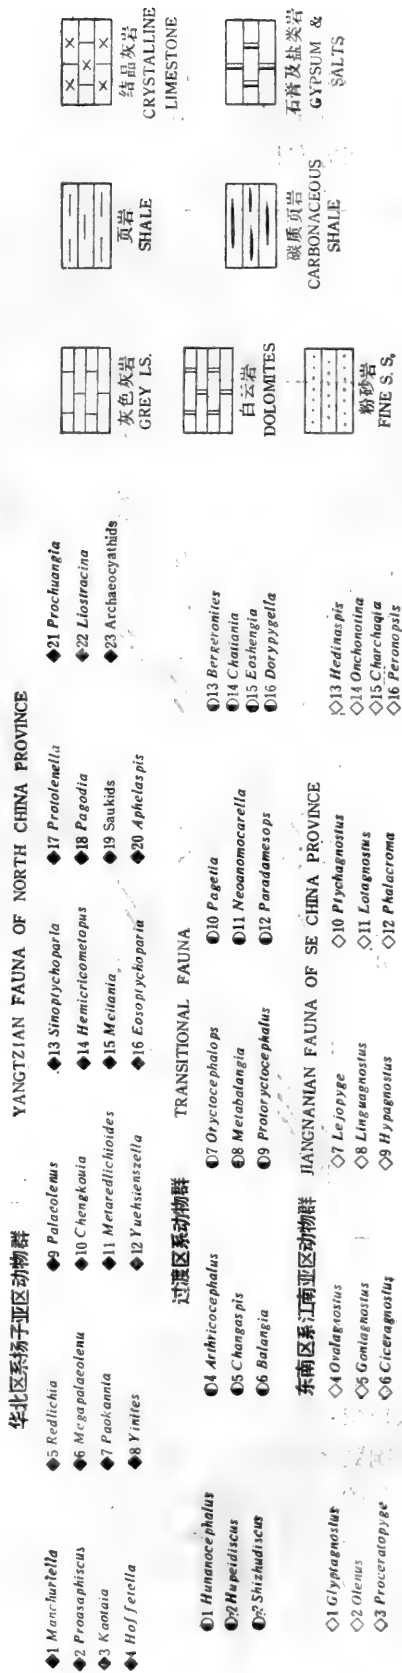 华北区系扬子亚区动物群 YANGTZIAN FAUNA OF NORTH CHINA PROVINCE
◆1 Manchuriella ◆5 Redlichia ◆9 Palaeolenus ◆13 Sinoptychoparia ◆17 Protolenella ◆21 Prochuangia
◆2 Proasaphiscus ◆6 Megapalaeolenu ◆10 Chengkouia ◆14 Hemicricometopus ◆18 Pagodia ◆22 Liostracina
◆3 Kaotaia ◆7 Paokannia ◆11 Metaredlichioides ◆15 Meitania ◆19 Saukids ◆23 Archaeocyathids
◆4 Hoffetella ◆8 Yinites ◆12 Yuehsienszella ◆16 Eosoptychoparia ◆20 Aphelaspis
过渡区系动物群 TRANSITIONAL FAUNA
◐1 Hunanocephalus ◐4 Arthricocephalus ◐7 Oryctocephalops ◐10 Pagetia ◐13 Bergeronites
◐2 Hupeidiscus ◐5 Changaspis ◐8 Metabalangia ◐11 Neoanomocarella ◐14 Chatiania
◐3 Shizhudiscus ◐6 Balangia ◐9 Protoryctocephalus ◐12 Paradamesops ◐15 Eoshengia
◐16 Dorypygella
东南区系江南亚区动物群 JIANGNANIAN FAUNA OF SE CHINA PROVINCE
◇1 Glyptagnostus ◇4 Oralagnostus ◇7 Lejopyge ◇10 Ptychagnostus ◇13 Hedinaspis
◇2 Olenus ◇5 Goniagnostus ◇8 Linguagnostus ◇11 Lotagnostus ◇14 Onchonotina
◇3 Proceratopyge ◇6 Ciceragnostus ◇9 Hypagnostus ◇12 Phalacroma ◇15 Charchaqia
◇16 Peronopsis
灰色灰岩
GREY LS.
页岩
SHALE
结晶灰岩
CRYSTALLINE
LIMESTONE
白云岩
DOLOMITES
碳质页岩
CARBONACEOUS
SHALE
石膏及盐类岩
GYPSUM &
SALTS
粉砂岩
FINE S. S.